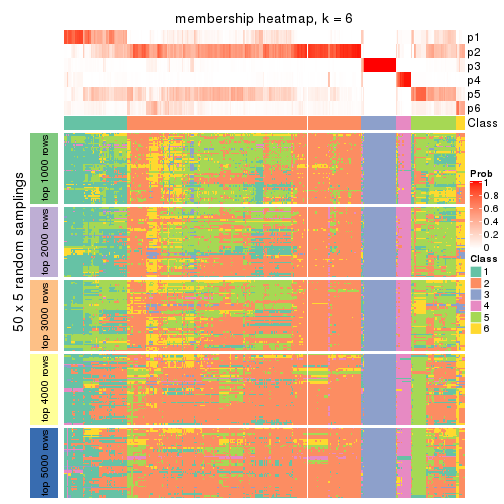 membership heatmap, k = 6
p1
p2
p3
p4
p5
p6
Class
50 x 5 random samplings
top 1000 rows
top 2000 rows
top 3000 rows
top 4000 rows
top 5000 rows
Prob
1
0.8
0.6
0.4
0.2
0
Class
1
2
3
4
5
6